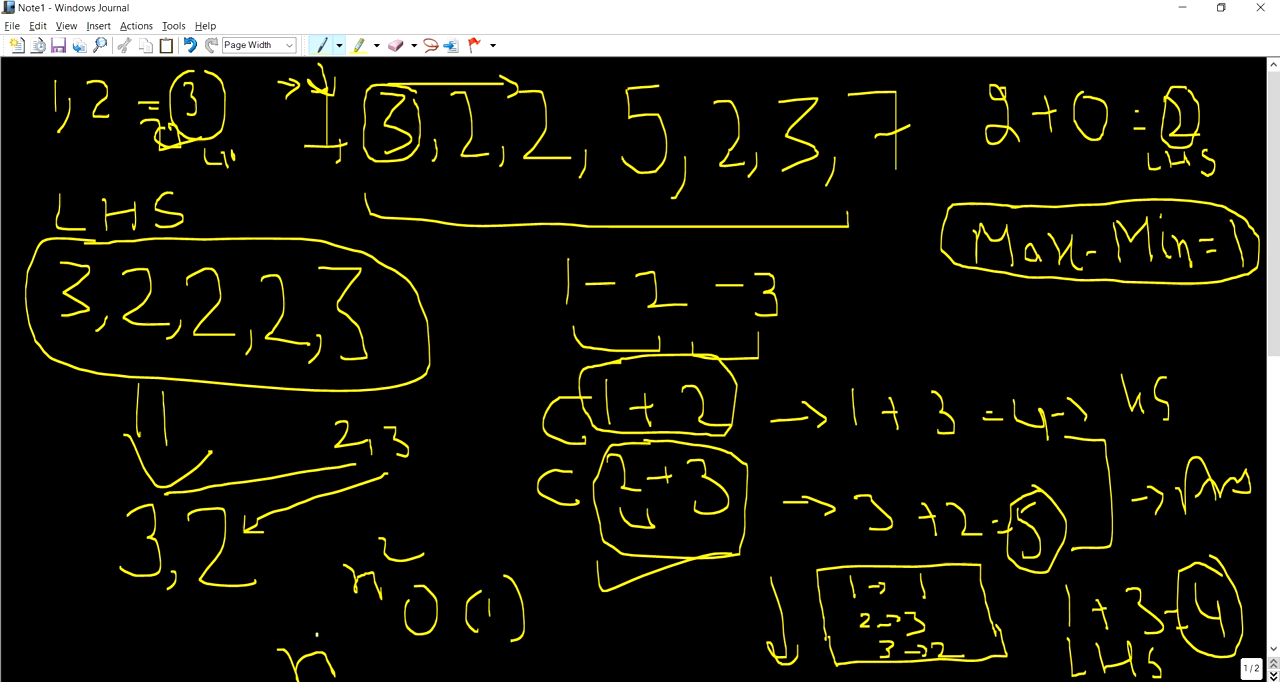 Note1 - Windows Journal
File Edit View Insert Actions Tools Help
Page Width
1, 2 = 3
1, 3, 2, 2, 5, 2, 3, 7
2 + 0 = 2
LHS
LHS
Max - Min = 1
3, 2, 2, 2, 3
1 - 2 - 3
1 + 2 → 1 + 3 = 4 →
2, 3
2 + 3 → 3 + 2 = 5 → Ans
3, 2
n²
O(1)
1 → 1
2 → 3
3 → 2
1 + 3 = 4
LHS
n
1/2